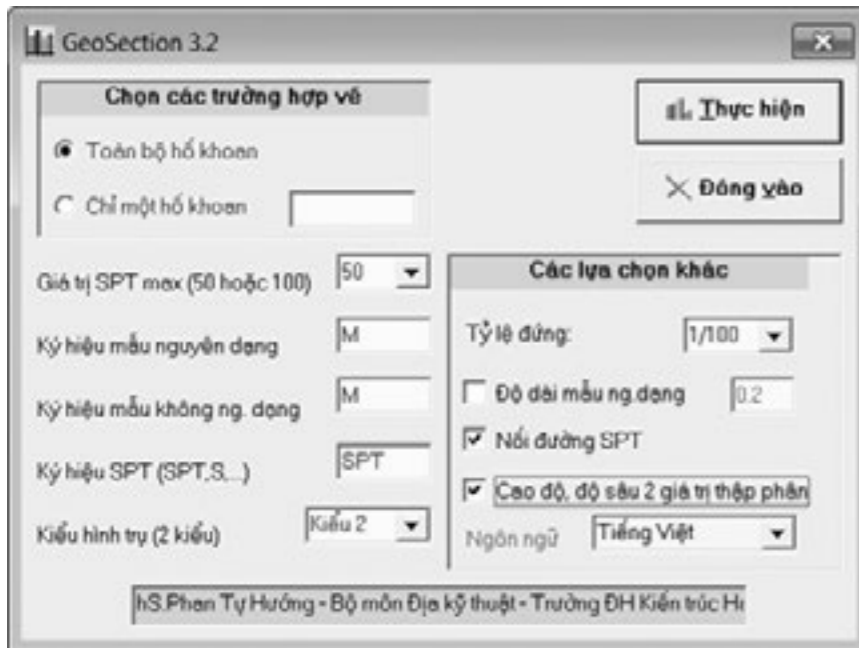 GeoSection 3.2
Chọn các trường hợp vẽ
Toàn bộ hố khoan
Chỉ một hố khoan
Thực hiện
Đóng vào
Giá trị SPT max (50 hoặc 100)
50
Ký hiệu mẫu nguyên dạng
M
Ký hiệu mẫu không ng. dạng
M
Ký hiệu SPT (SPT,S,...)
SPT
Kiểu hình trụ (2 kiểu)
Kiểu 2
Các lựa chọn khác
Tỷ lệ đứng:
1/100
Độ dài mẫu ng.dạng
0.2
Nối đường SPT
Cao độ, độ sâu 2 giá trị thập phân
Ngôn ngữ
Tiếng Việt
hS.Phan Tự Hướng - Bộ môn Địa kỹ thuật - Trường ĐH Kiến trúc H